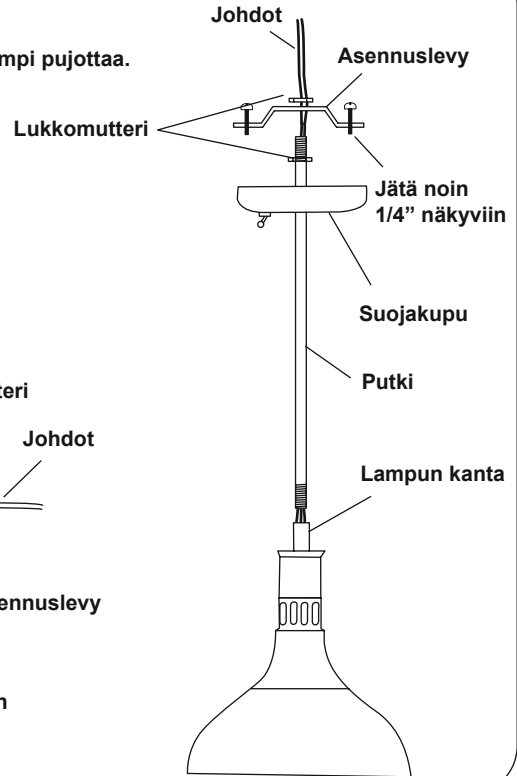 Johdot
mpi pujottaa.
Asennuslevy
Lukkomutteri
Jätä noin
1/4” näkyviin
Suojakupu
Putki
teri
Johdot
Lampun kanta
ennuslevy
n